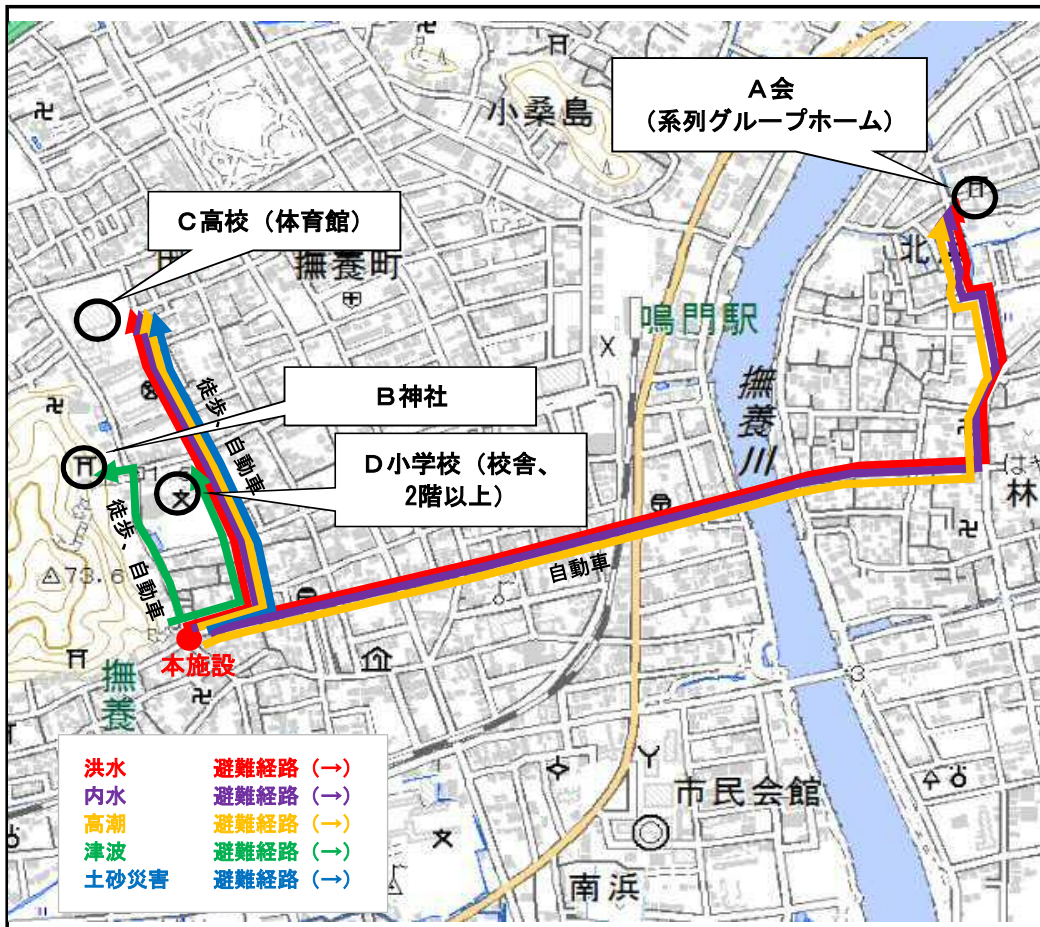 小桑島
A会
(系列グループホーム)
C高校（体育館）
撫養町
鳴門駅
B神社
撫養川
D小学校（校舎、
2階以上）
徒歩、自動車
徒歩、自動車
林
73.6
自動車
本施設
撫養
洪水 避難経路（→）
内水 避難経路（→）
高潮 避難経路（→）
津波 避難経路（→）
土砂災害 避難経路（→）
市民会館
南浜